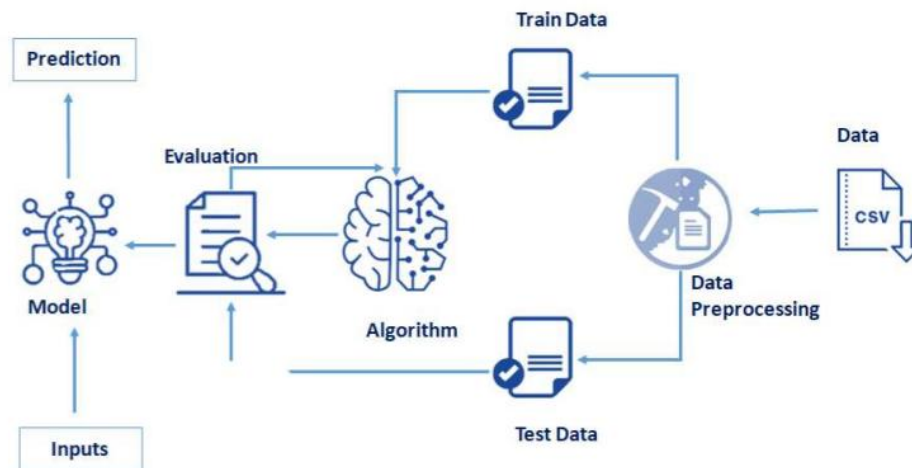 Train Data
Prediction
Data
Evaluation
CSV
Model
Data
Preprocessing
Algorithm
Test Data
Inputs